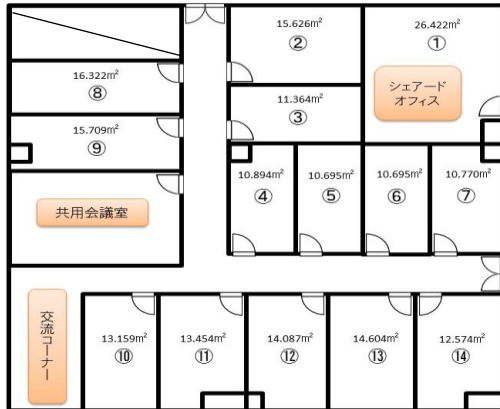 15.626m²
②
26.422m²
①
シェアード
オフィス
16.322m²
⑧
11.364m²
③
15.709m²
⑨
10.894m²
④
10.695m²
⑤
10.695m²
⑥
10.770m²
⑦
共用会議室
交流コーナー
13.159m²
⑩
13.454m²
⑪
14.087m²
⑫
14.604m²
⑬
12.574m²
⑭